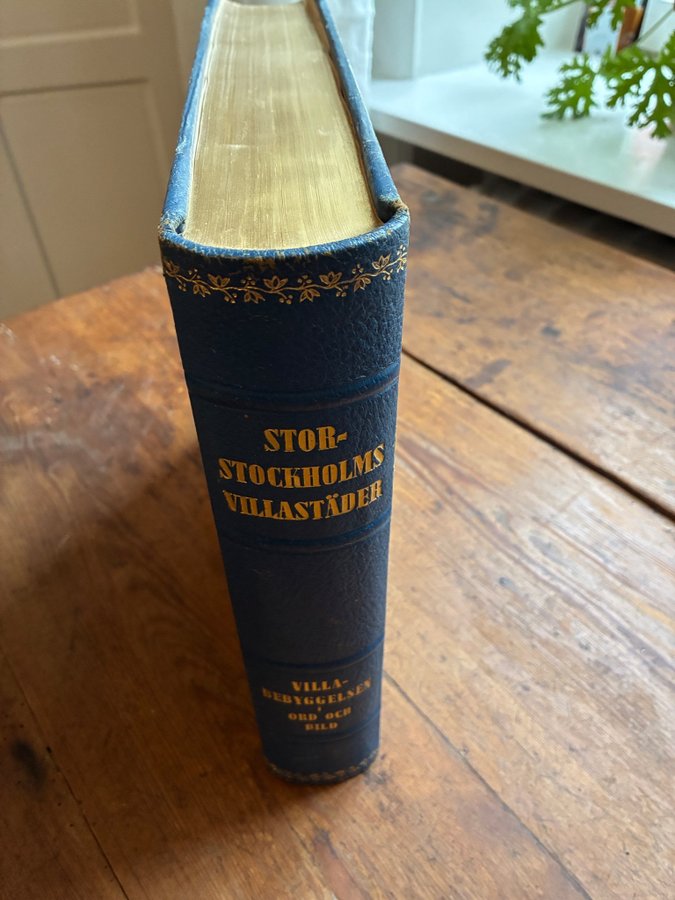 STOR-
STOCKHOLMS
VILLASTÄDER
VILLA-
BEBYGGELSEN
I
ORD OCH
BILD